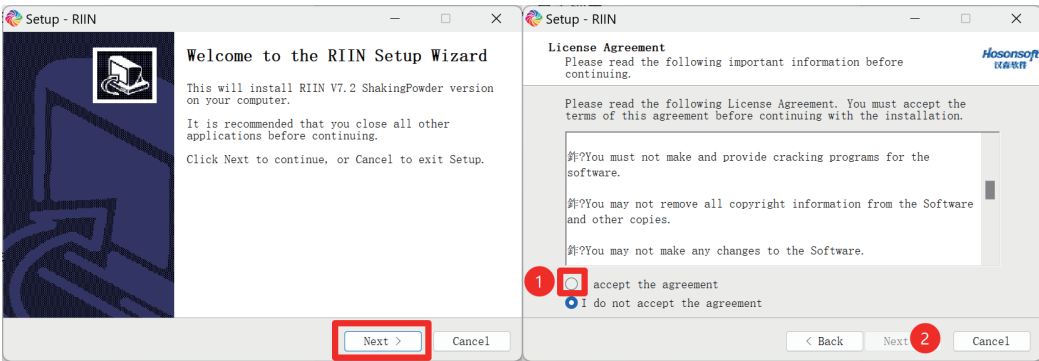 Setup - RIIN
Welcome to the RIIN Setup Wizard
This will install RIIN V7.2 ShakingPowder version
on your computer.
It is recommended that you close all other
applications before continuing.
Click Next to continue, or Cancel to exit Setup.
Next >
Cancel
Setup - RIIN
License Agreement
Please read the following important information before
continuing.
Hosonsoft
汉森软件
Please read the following License Agreement. You must accept the
terms of this agreement before continuing with the installation.
鈼?You must not make and provide cracking programs for the
software.
鈼?You may not remove all copyright information from the Software
and other copies.
鈼?You may not make any changes to the Software.
1
accept the agreement
I do not accept the agreement
< Back
Next
2
Cancel